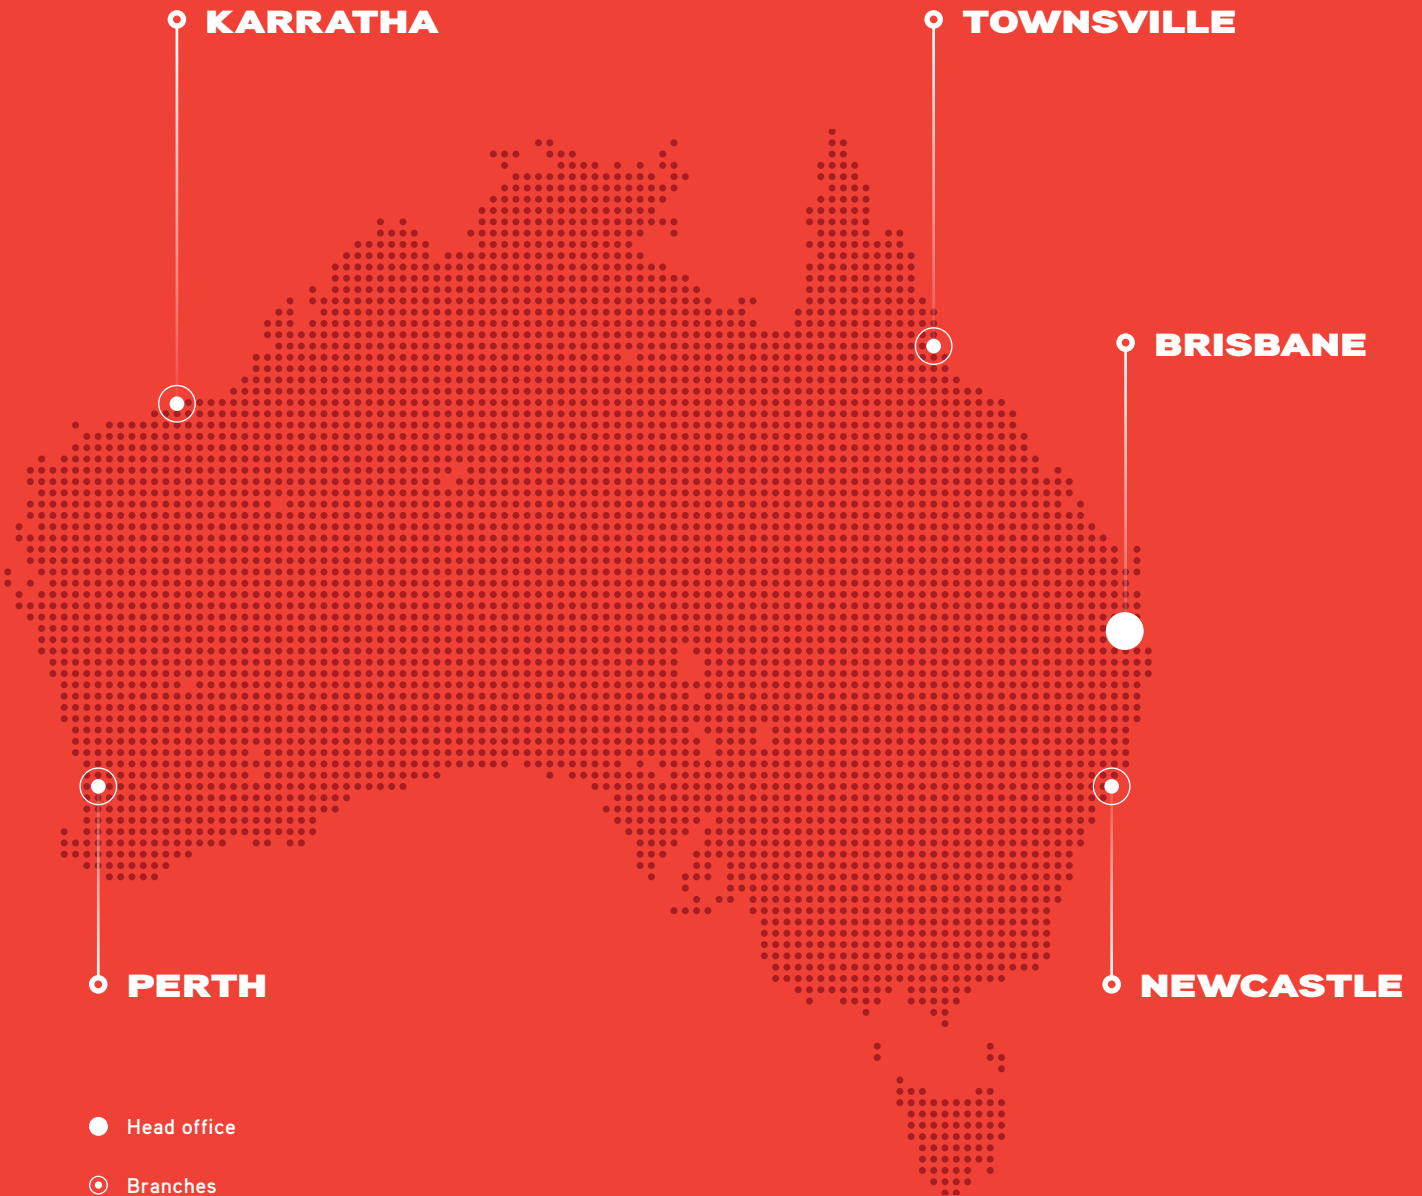 KARRATHA
TOWNSVILLE
BRISBANE
PERTH
NEWCASTLE
Head office
Branches